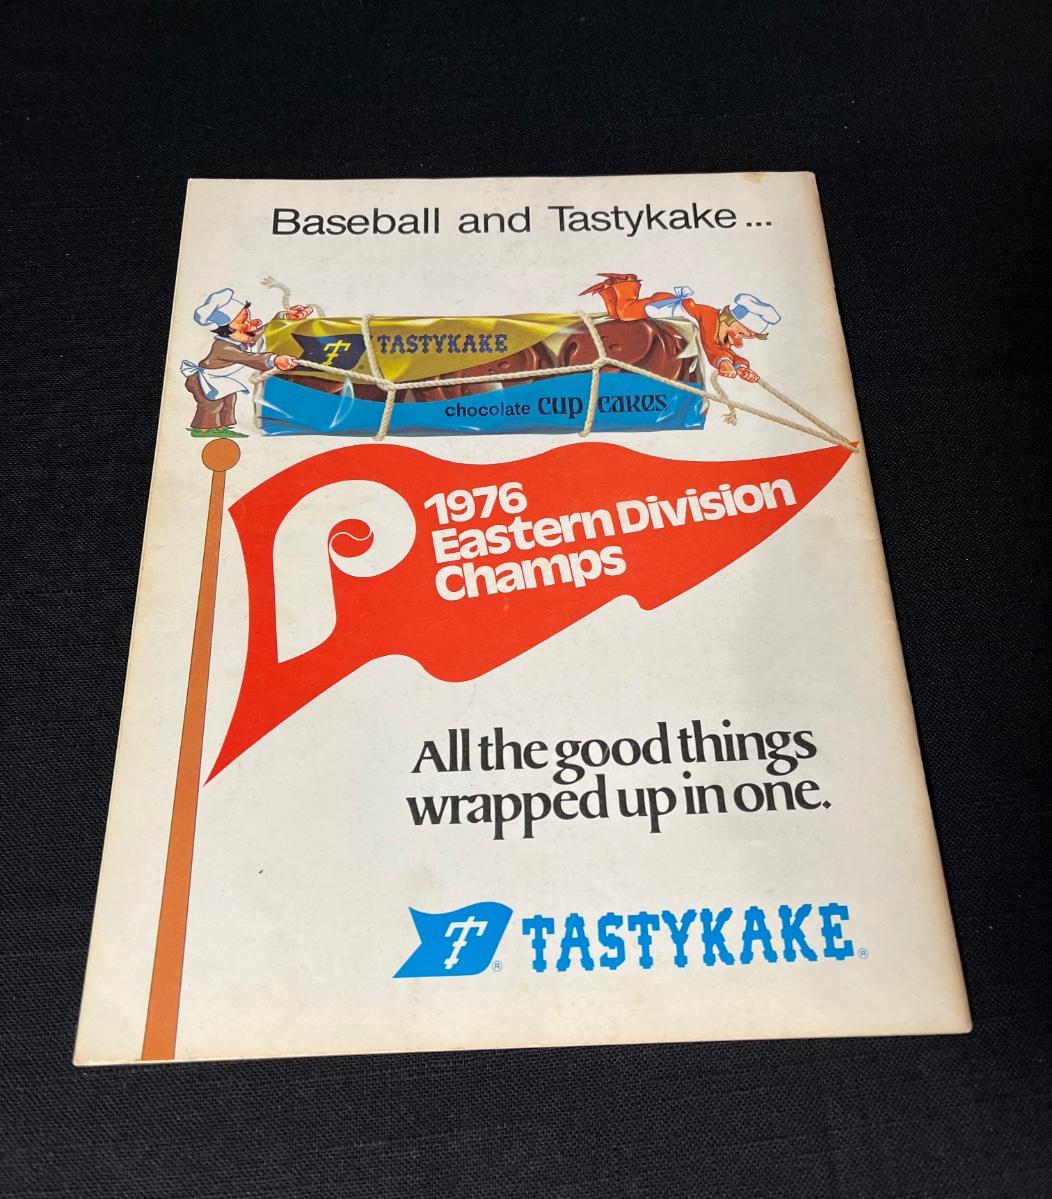 Baseball and Tastykake...
T TASTYKAKE
chocolate CUP CAKES
P
1976
Eastern Division
Champs
All the good things
wrapped up in one.
T® TASTYKAKE®